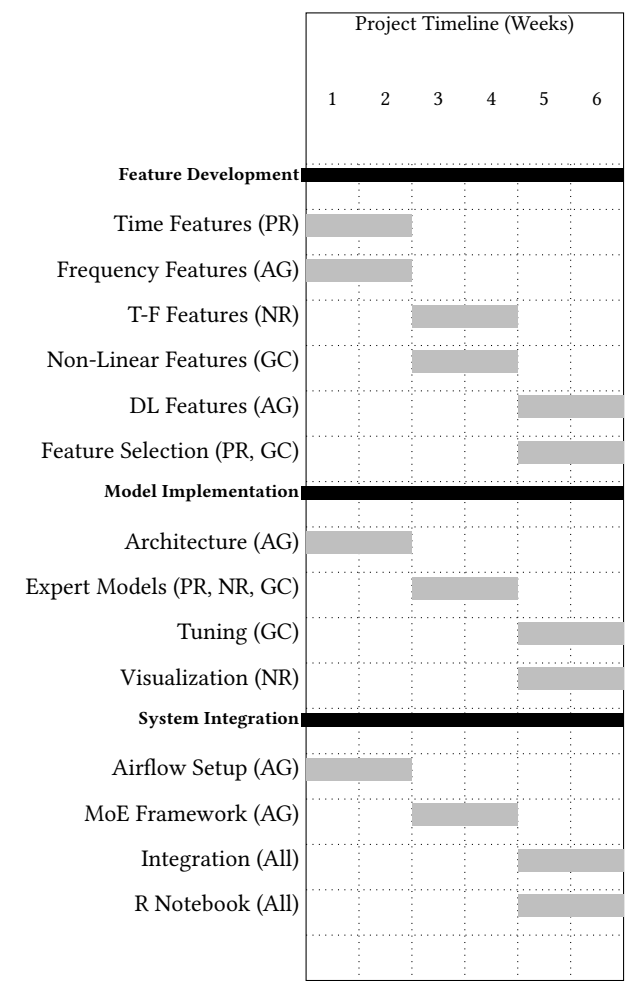 Project Timeline (Weeks)
1 2 3 4 5 6
Feature Development
Time Features (PR)
Frequency Features (AG)
T-F Features (NR)
Non-Linear Features (GC)
DL Features (AG)
Feature Selection (PR, GC)
Model Implementation
Architecture (AG)
Expert Models (PR, NR, GC)
Tuning (GC)
Visualization (NR)
System Integration
Airflow Setup (AG)
MoE Framework (AG)
Integration (All)
R Notebook (All)